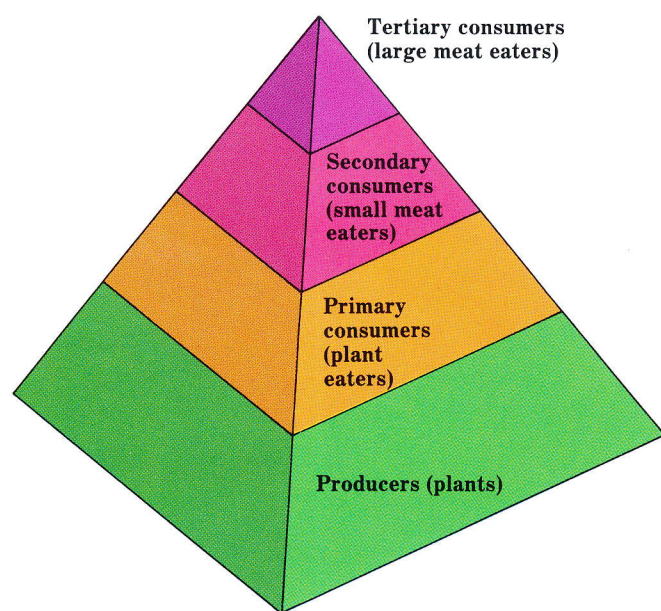 Tertiary consumers
(large meat eaters)
Secondary
consumers
(small meat
eaters)
Primary
consumers
(plant
eaters)
Producers (plants)